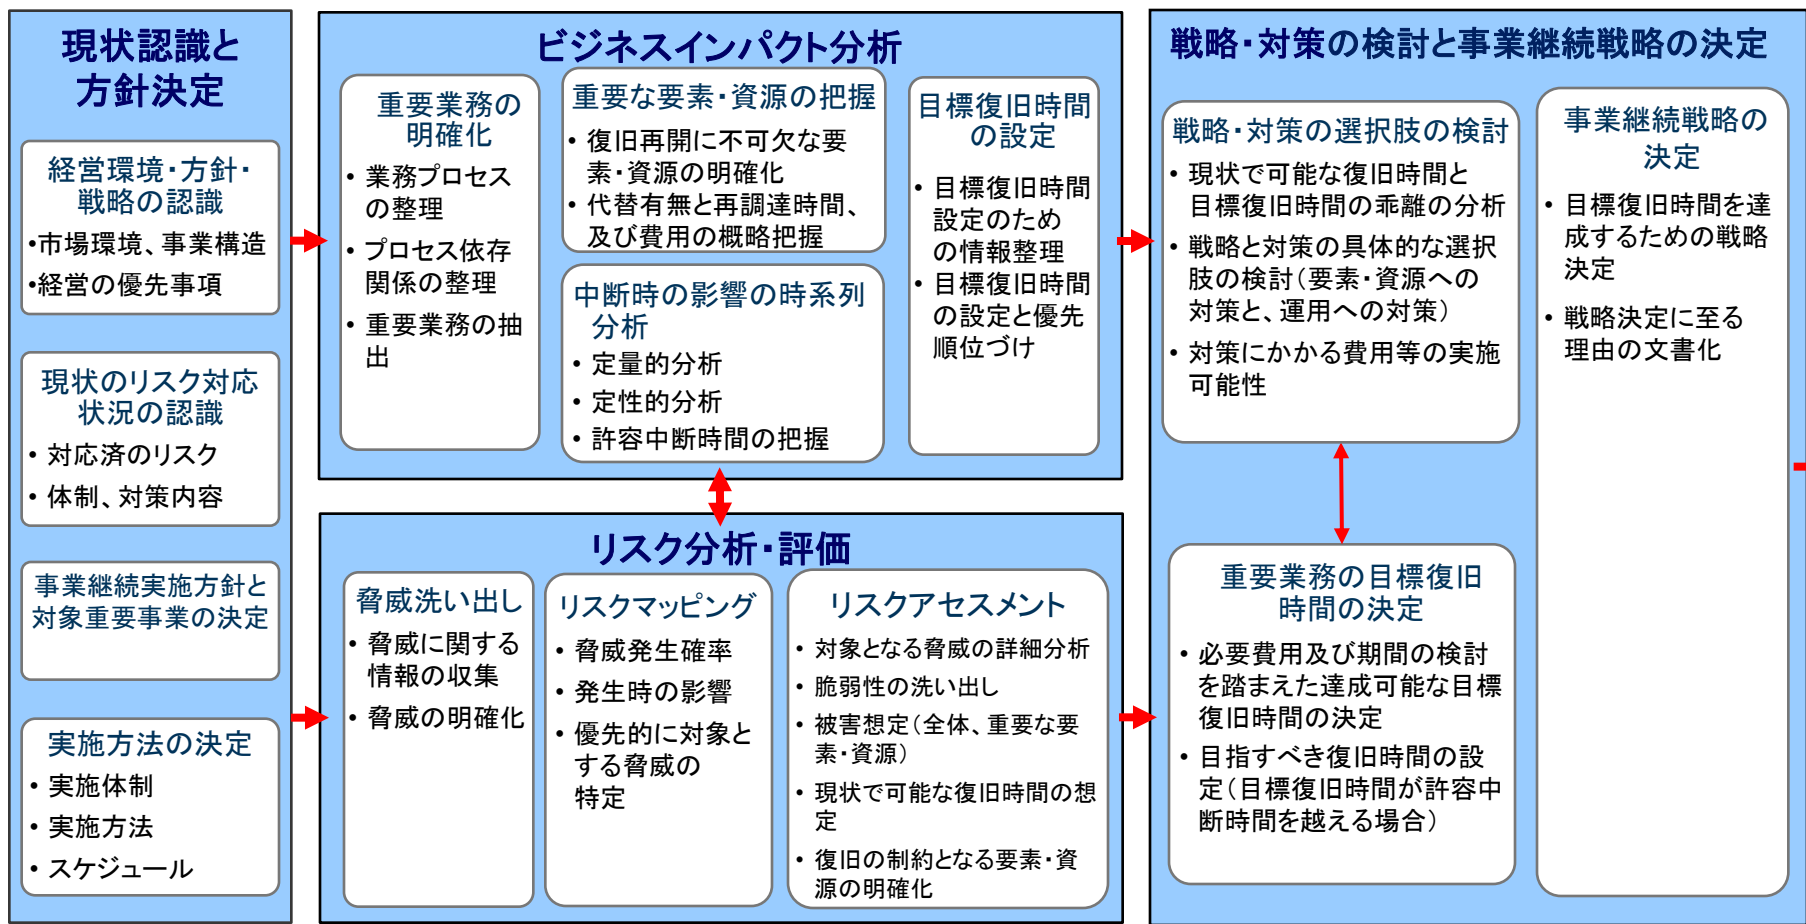 現状認識と
方針決定
経営環境・方針・
戦略の認識
•市場環境、事業構造
•経営の優先事項
現状のリスク対応
状況の認識
• 対応済のリスク
• 体制、対策内容
事業継続実施方針と
対象重要事業の決定
実施方法の決定
• 実施体制
• 実施方法
• スケジュール
ビジネスインパクト分析
重要業務の
明確化
• 業務プロセス
の整理
• プロセス依存
関係の整理
• 重要業務の抽
出
重要な要素・資源の把握
• 復旧再開に不可欠な要
素・資源の明確化
• 代替有無と再調達時間、
及び費用の概略把握
中断時の影響の時系列
分析
• 定量的分析
• 定性的分析
• 許容中断時間の把握
目標復旧時間
の設定
• 目標復旧時間
設定のため
の情報整理
• 目標復旧時間
の設定と優先
順位づけ
リスク分析・評価
脅威洗い出し
• 脅威に関する
情報の収集
• 脅威の明確化
リスクマッピング
• 脅威発生確率
• 発生時の影響
• 優先的に対象と
する脅威の
特定
リスクアセスメント
• 対象となる脅威の詳細分析
• 脆弱性の洗い出し
• 被害想定（全体、重要な要
素・資源）
• 現状で可能な復旧時間の想
定
• 復旧の制約となる要素・資
源の明確化
戦略・対策の検討と事業継続戦略の決定
戦略・対策の選択肢の検討
• 現状で可能な復旧時間と
目標復旧時間の乖離の分析
• 戦略と対策の具体的な選択
肢の検討（要素・資源への
対策と、運用への対策）
• 対策にかかる費用等の実施
可能性
重要業務の目標復旧
時間の決定
• 必要費用及び期間の検討
を踏まえた達成可能な目標
復旧時間の決定
• 目指すべき復旧時間の設
定（目標復旧時間が許容中
断時間を越える場合）
事業継続戦略の
決定
• 目標復旧時間を達
成するための戦略
決定
• 戦略決定に至る
理由の文書化